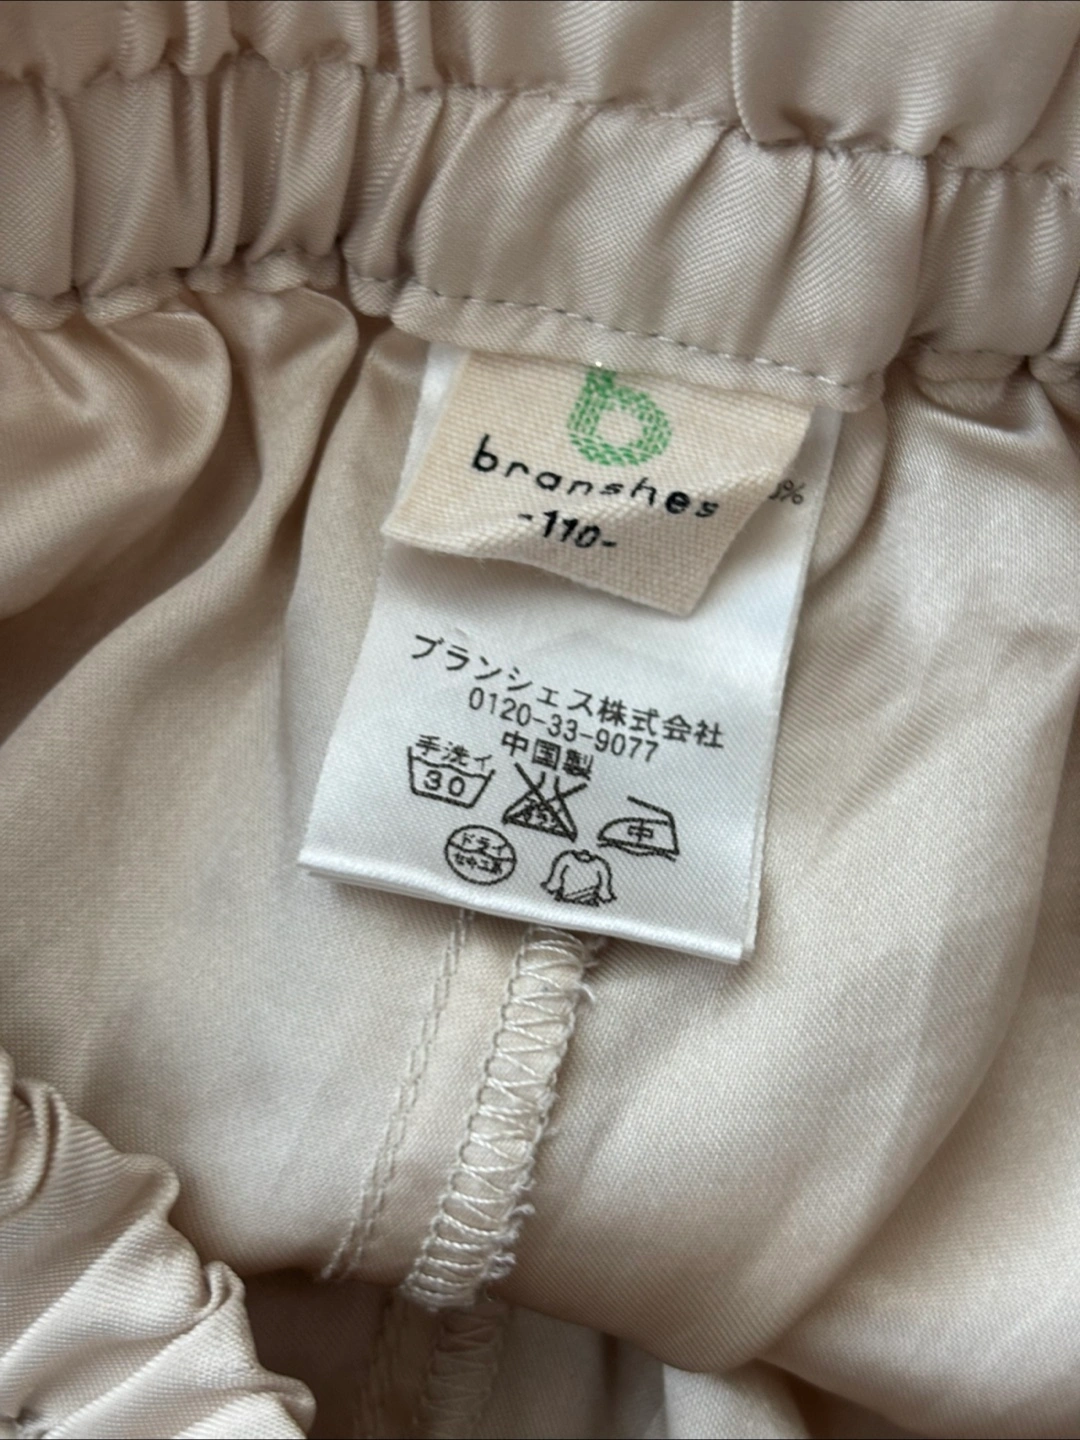 b
branshes
-110-
%
ブランシェス株式会社
0120-33-9077
中国製
手洗イ
30
中
ドライ